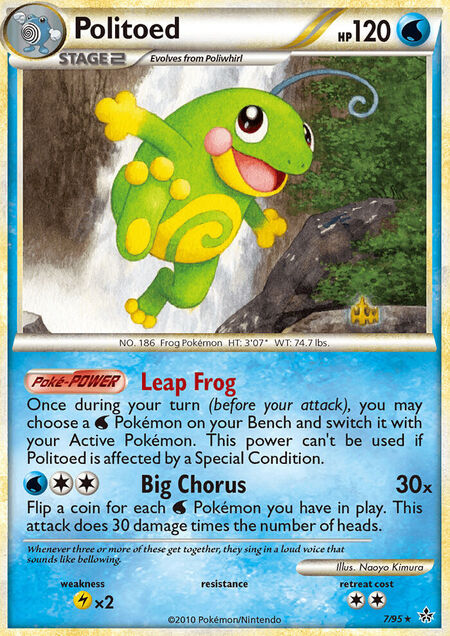 Politoed HP 120
STAGE 2 Evolves from Poliwhirl
NO. 186 Frog Pokémon HT: 3'07" WT: 74.7 lbs.
Poké-POWER Leap Frog
Once during your turn (before your attack), you may
choose a Pokémon on your Bench and switch it with
your Active Pokémon. This power can't be used if
Politoed is affected by a Special Condition.
Big Chorus 30x
Flip a coin for each Pokémon you have in play. This
attack does 30 damage times the number of heads.
Whenever three or more of these get together, they sing in a loud voice that
sounds like bellowing.
Illus. Naoyo Kimura
weakness resistance retreat cost
×2
©2010 Pokémon/Nintendo 7/95 ★